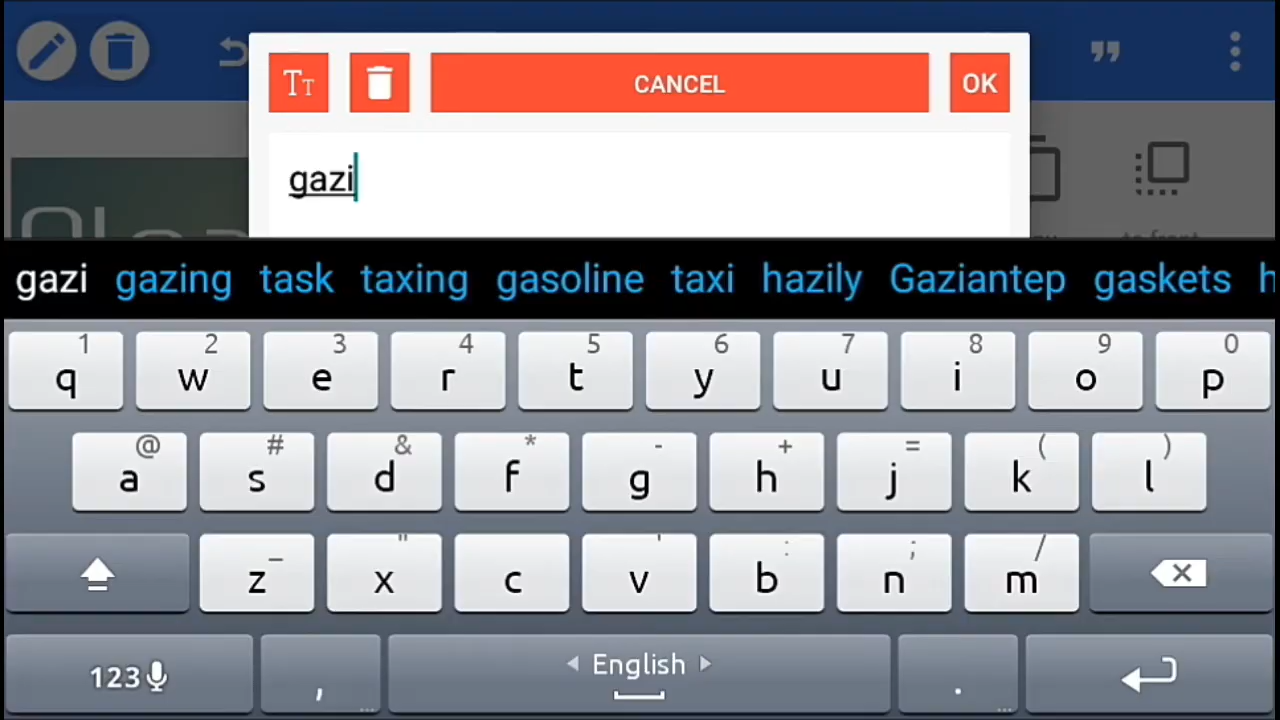 Tt CANCEL OK
gazi
gazi gazing task taxing gasoline taxi hazily Gaziantep gaskets h
1 2 3 4 5 6 7 8 9 0
q w e r t y u i o p
@ # & * - + = ( )
a s d f g h j k l
_ " ' : ; /
z x c v b n m
123 , English .
... ...